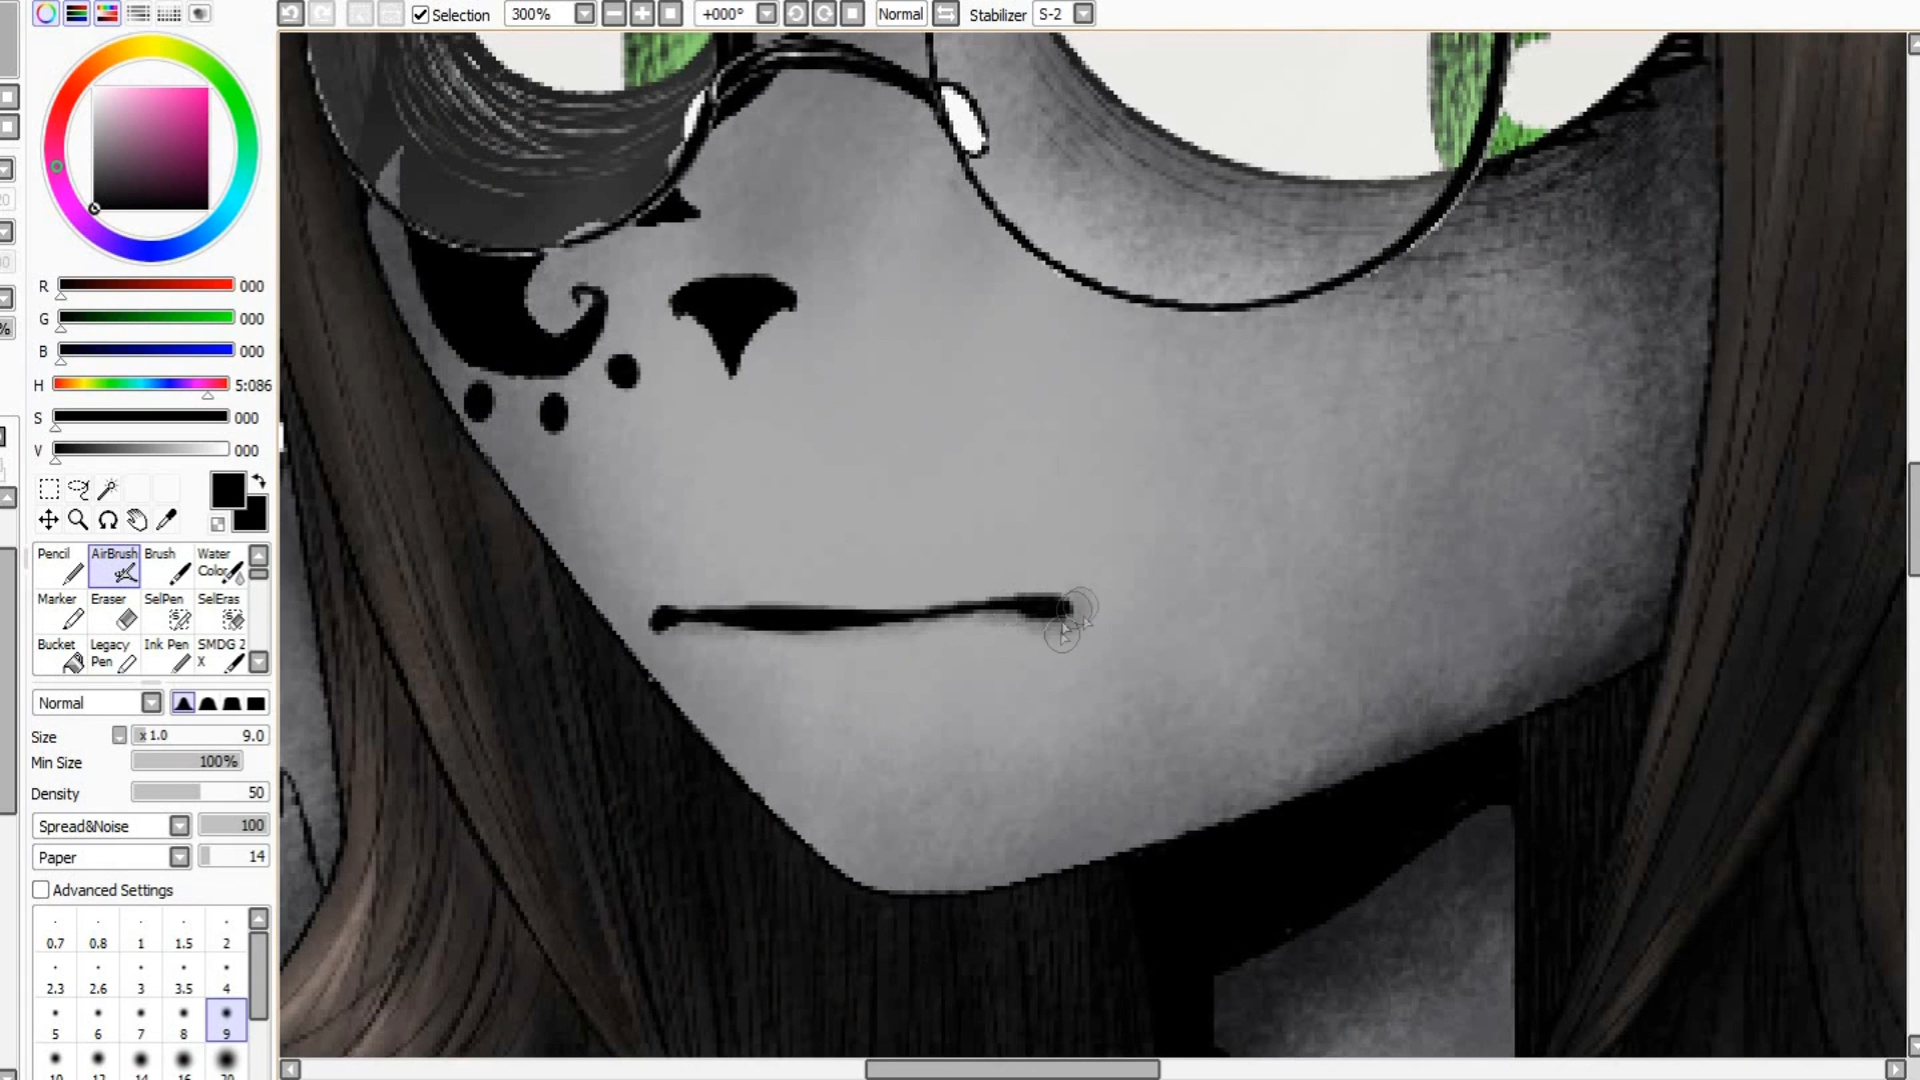 Selection 300% +000° Normal Stabilizer S-2
R 000
G 000
B 000
H 5:086
S 000
V 000
Pencil AirBrush Brush Water Color
Marker Eraser SelPen SelEras
Bucket Legacy Pen Ink Pen SMDG 2 X
Normal
Size x 1.0 9.0
Min Size 100%
Density 50
Spread&Noise 100
Paper 14
Advanced Settings
0.7 0.8 1 1.5 2
2.3 2.6 3 3.5 4
5 6 7 8 9